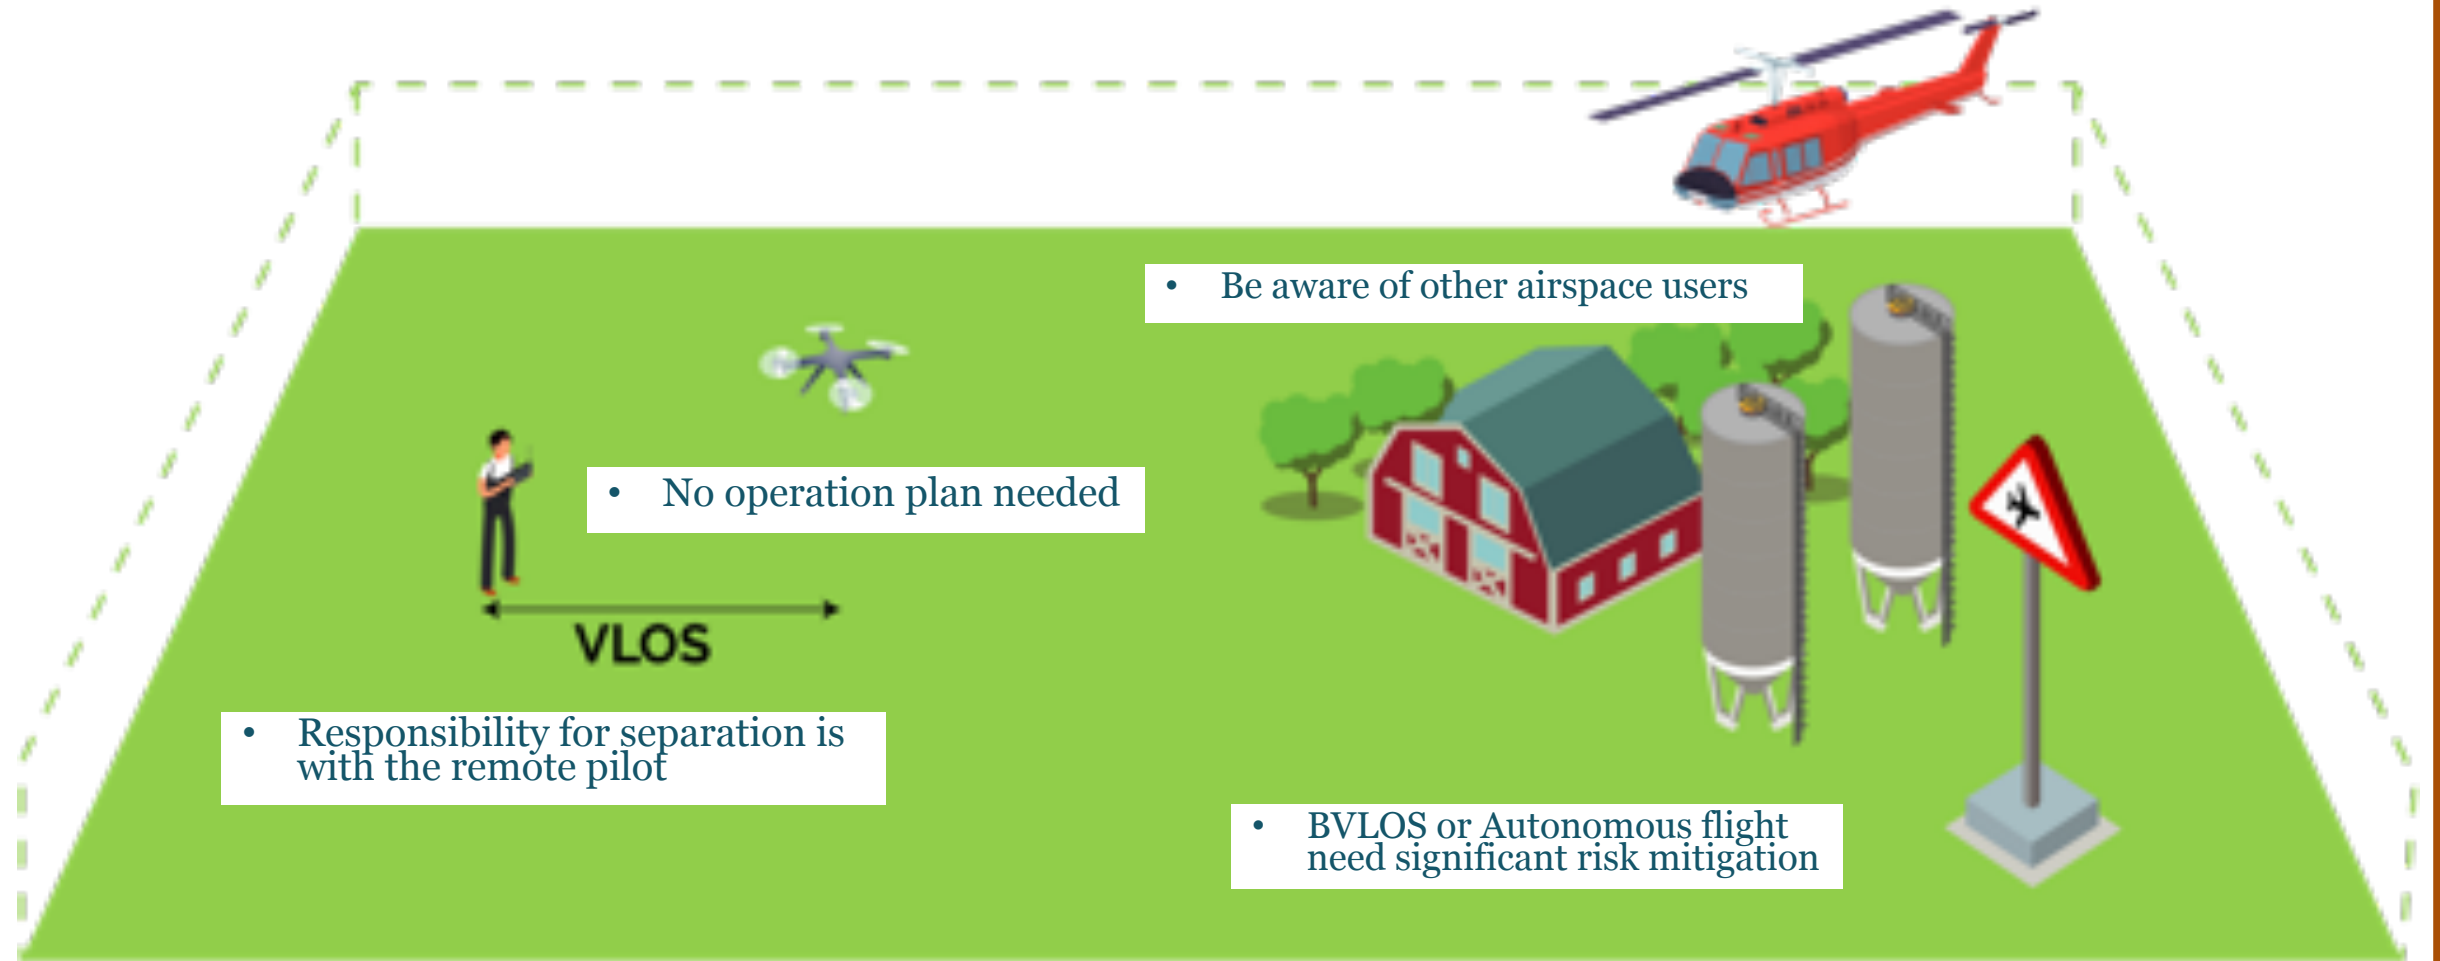 • Be aware of other airspace users
• No operation plan needed
VLOS
• Responsibility for separation is
with the remote pilot
• BVLOS or Autonomous flight
need significant risk mitigation